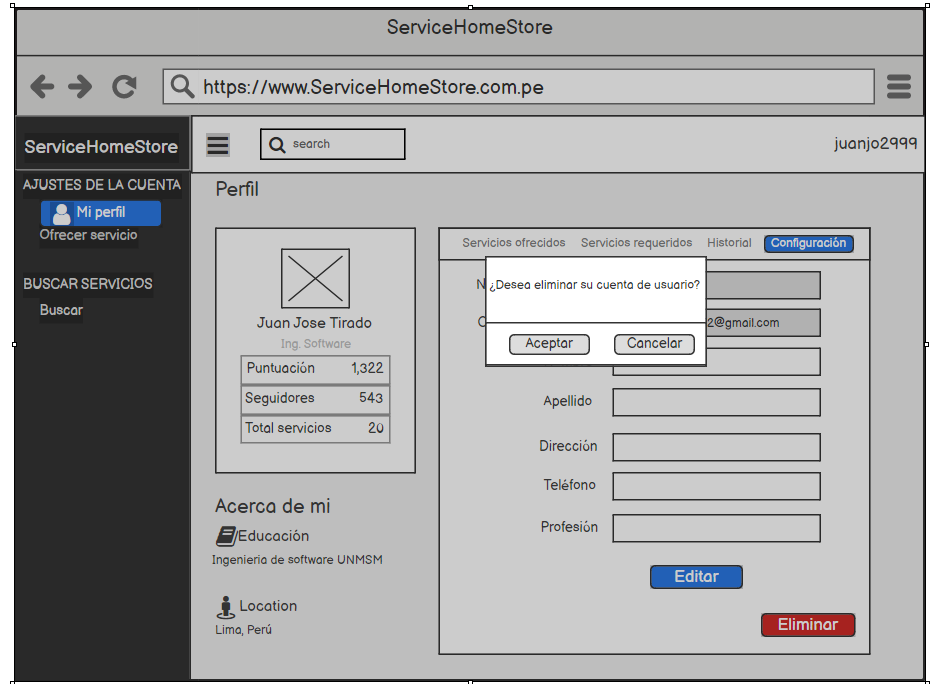 ServiceHomeStore
https://www.ServiceHomeStore.com.pe
ServiceHomeStore
search
juanjo2999
AJUSTES DE LA CUENTA
Mi perfil
Ofrecer servicio
BUSCAR SERVICIOS
Buscar
Perfil
Juan Jose Tirado
Ing. Software
Puntuación 1,322
Seguidores 543
Total servicios 20
Acerca de mi
Educación
Ingenieria de software UNMSM
Location
Lima, Perú
Servicios ofrecidos Servicios requeridos Historial Configuración
N
¿Desea eliminar su cuenta de usuario?
2@gmail.com
Aceptar Cancelar
Apellido
Dirección
Teléfono
Profesión
Editar
Eliminar